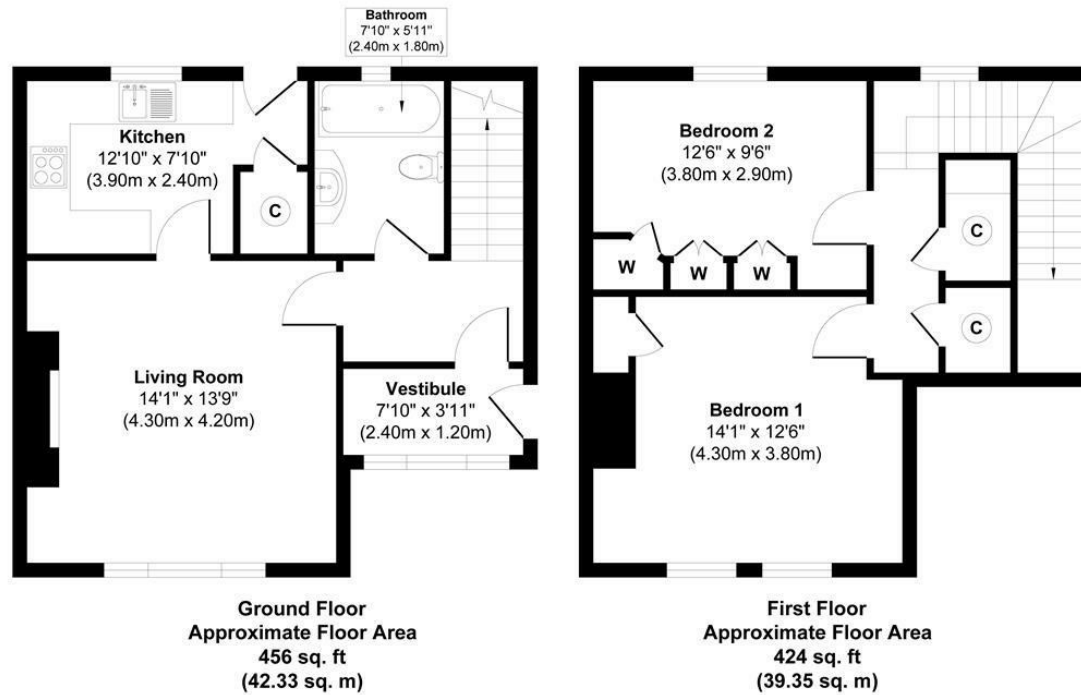 Bathroom
7'10" x 5'11"
(2.40m x 1.80m)
Kitchen
12'10" x 7'10"
(3.90m x 2.40m)
C
Living Room
14'1" x 13'9"
(4.30m x 4.20m)
Vestibule
7'10" x 3'11"
(2.40m x 1.20m)
Ground Floor
Approximate Floor Area
456 sq. ft
(42.33 sq. m)
Bedroom 2
12'6" x 9'6"
(3.80m x 2.90m)
W
W
W
C
C
Bedroom 1
14'1" x 12'6"
(4.30m x 3.80m)
First Floor
Approximate Floor Area
424 sq. ft
(39.35 sq. m)